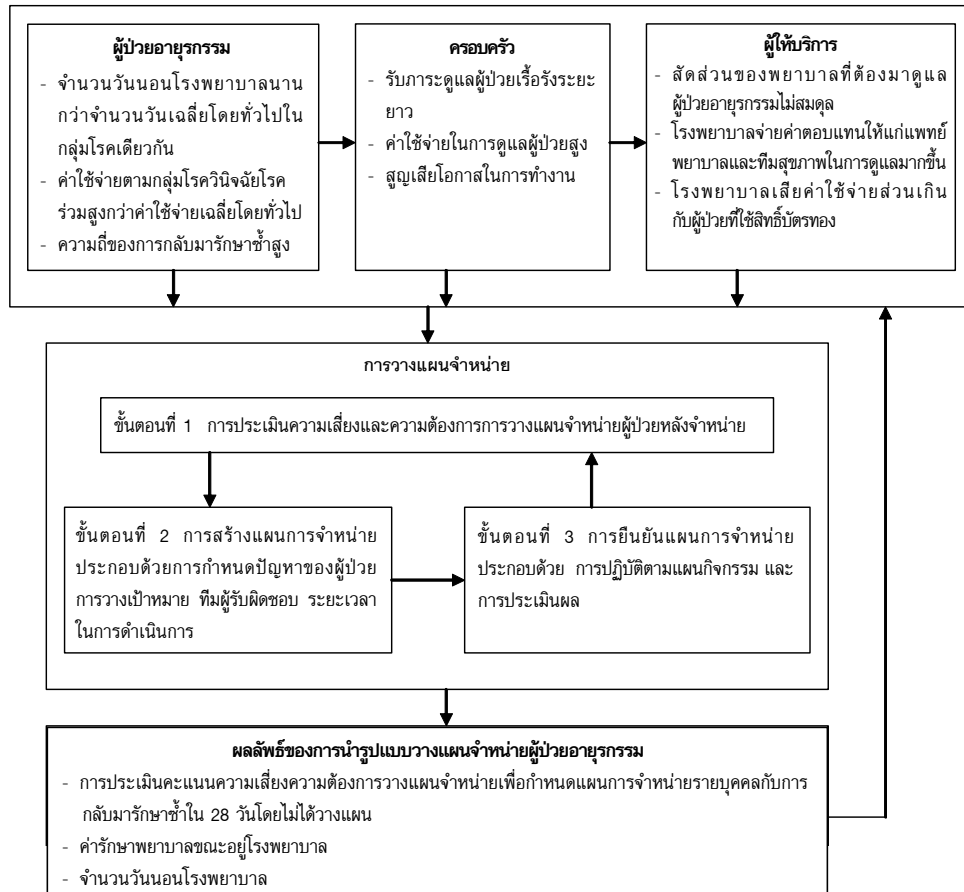 ผู้ป่วยอายุรกรรม
- จำนวนวันนอนโรงพยาบาลนาน
กว่าจำนวนวันเฉลี่ยโดยทั่วไปใน
กลุ่มโรคเดียวกัน
- ค่าใช้จ่ายตามกลุ่มโรควินิจฉัยโรค
ร่วมสูงกว่าค่าใช้จ่ายเฉลี่ยโดยทั่วไป
- ความถี่ของการกลับมารักษาซ้ำสูง
ครอบครัว
- รับภาระดูแลผู้ป่วยเรื้อรังระยะ
ยาว
- ค่าใช้จ่ายในการดูแลผู้ป่วยสูง
- สูญเสียโอกาสในการทำงาน
ผู้ให้บริการ
- สัดส่วนของพยาบาลที่ต้องมาดูแล
ผู้ป่วยอายุรกรรมไม่สมดุล
- โรงพยาบาลจ่ายค่าตอบแทนให้แก่แพทย์
พยาบาลและทีมสุขภาพในการดูแลมากขึ้น
- โรงพยาบาลเสียค่าใช้จ่ายส่วนเกิน
กับผู้ป่วยที่ใช้สิทธิ์บัตรทอง
การวางแผนจำหน่าย
ขั้นตอนที่ 1 การประเมินความเสี่ยงและความต้องการการวางแผนจำหน่ายผู้ป่วยหลังจำหน่าย
ขั้นตอนที่ 2 การสร้างแผนการจำหน่าย
ประกอบด้วยการกำหนดปัญหาของผู้ป่วย
การวางเป้าหมาย ทีมผู้รับผิดชอบ ระยะเวลา
ในการดำเนินการ
ขั้นตอนที่ 3 การยืนยันแผนการจำหน่าย
ประกอบด้วย การปฏิบัติตามแผนกิจกรรม และ
การประเมินผล
ผลลัพธ์ของการนำรูปแบบวางแผนจำหน่ายผู้ป่วยอายุรกรรม
- การประเมินคะแนนความเสี่ยงความต้องการวางแผนจำหน่ายเพื่อกำหนดแผนการจำหน่ายรายบุคคลกับการ
กลับมารักษาซ้ำใน 28 วันโดยไม่ได้วางแผน
- ค่ารักษาพยาบาลขณะอยู่โรงพยาบาล
- จำนวนวันนอนโรงพยาบาล